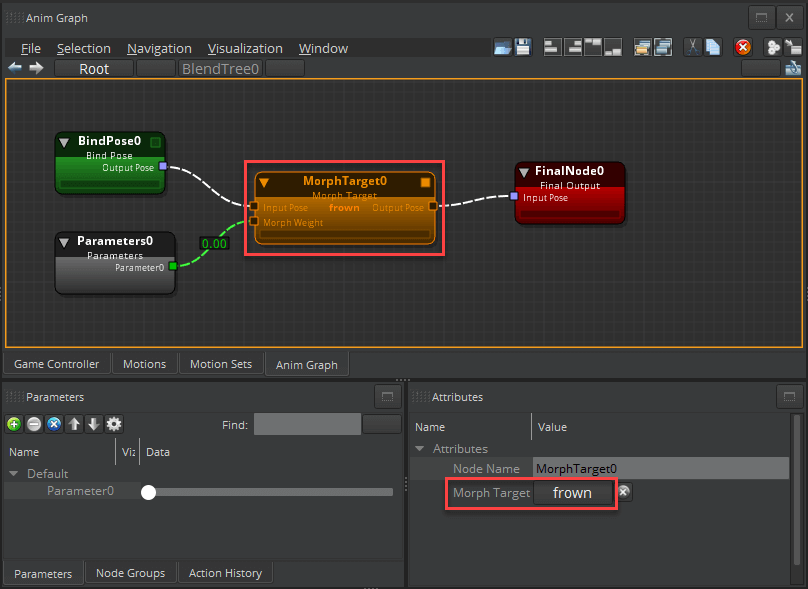 Anim Graph
File Selection Navigation Visualization Window
Root BlendTree0
BindPose0
Bind Pose
Output Pose
MorphTarget0
Morph Target
Input Pose frown Output Pose
Morph Weight
FinalNode0
Final Output
Input Pose
Parameters0
Parameters
Parameter0
0.00
Game Controller Motions Motion Sets Anim Graph
Parameters
Find:
Name Vi: Data
Default
Parameter0
Parameters Node Groups Action History
Attributes
Name Value
Attributes
Node Name MorphTarget0
Morph Target frown